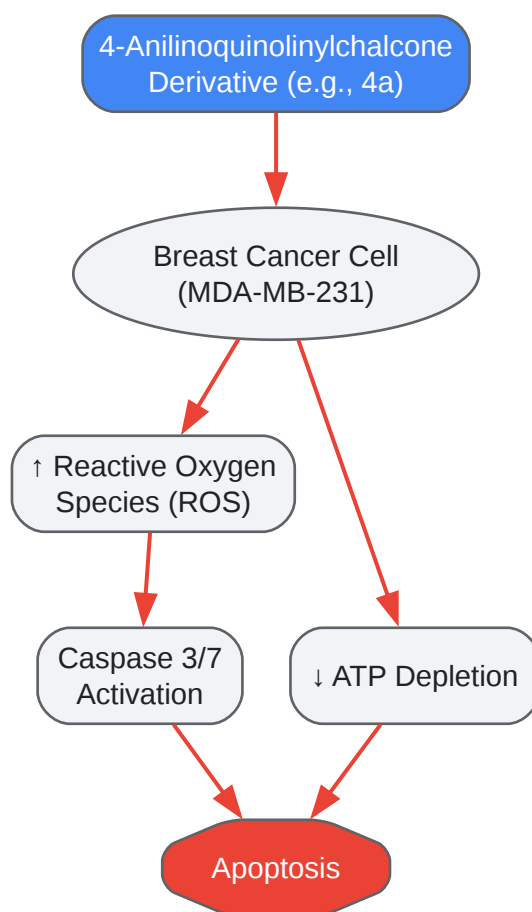 4-Anilinoquinolinylchalcone
Derivative (e.g., 4a)
Breast Cancer Cell
(MDA-MB-231)
↑ Reactive Oxygen
Species (ROS)
Caspase 3/7
Activation
↓ ATP Depletion
Apoptosis